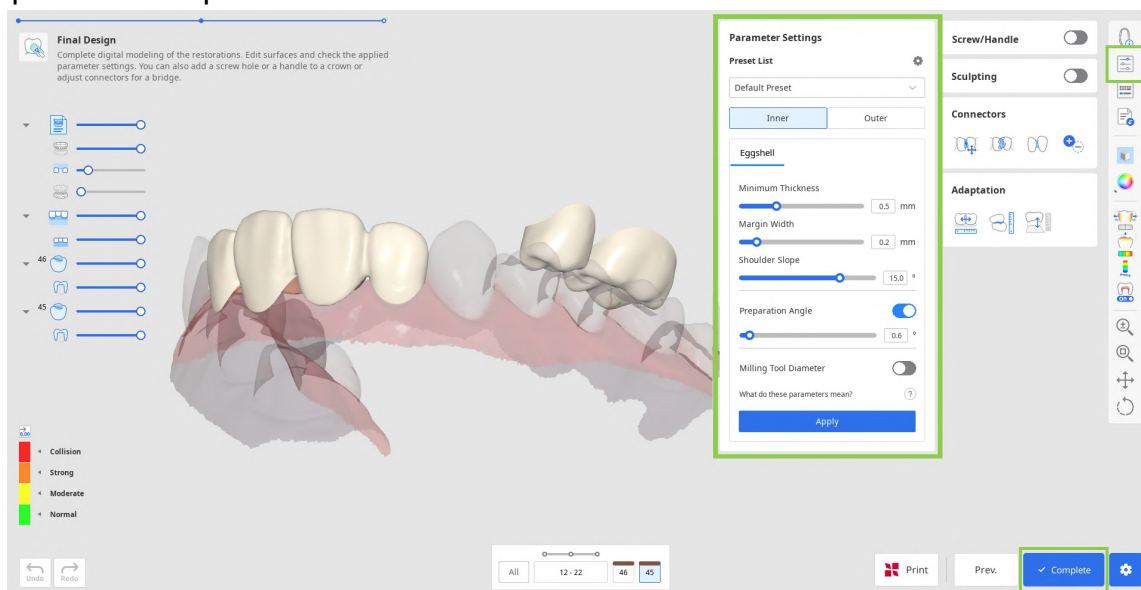 Final Design
Complete digital modeling of the restorations. Edit surfaces and check the applied
parameter settings. You can also add a screw hole or a handle to a crown or
adjust connectors for a bridge.
46
45
0.00
Collision
Strong
Moderate
Normal
Undo
Redo
All
12 - 22
46
45
Parameter Settings
Preset List
Default Preset
Inner
Outer
Eggshell
Minimum Thickness
0.5 mm
Margin Width
0.2 mm
Shoulder Slope
15.0 °
Preparation Angle
0.6 °
Milling Tool Diameter
What do these parameters mean?
?
Apply
Screw/Handle
Sculpting
Connectors
Adaptation
ON
Print
Prev.
Complete